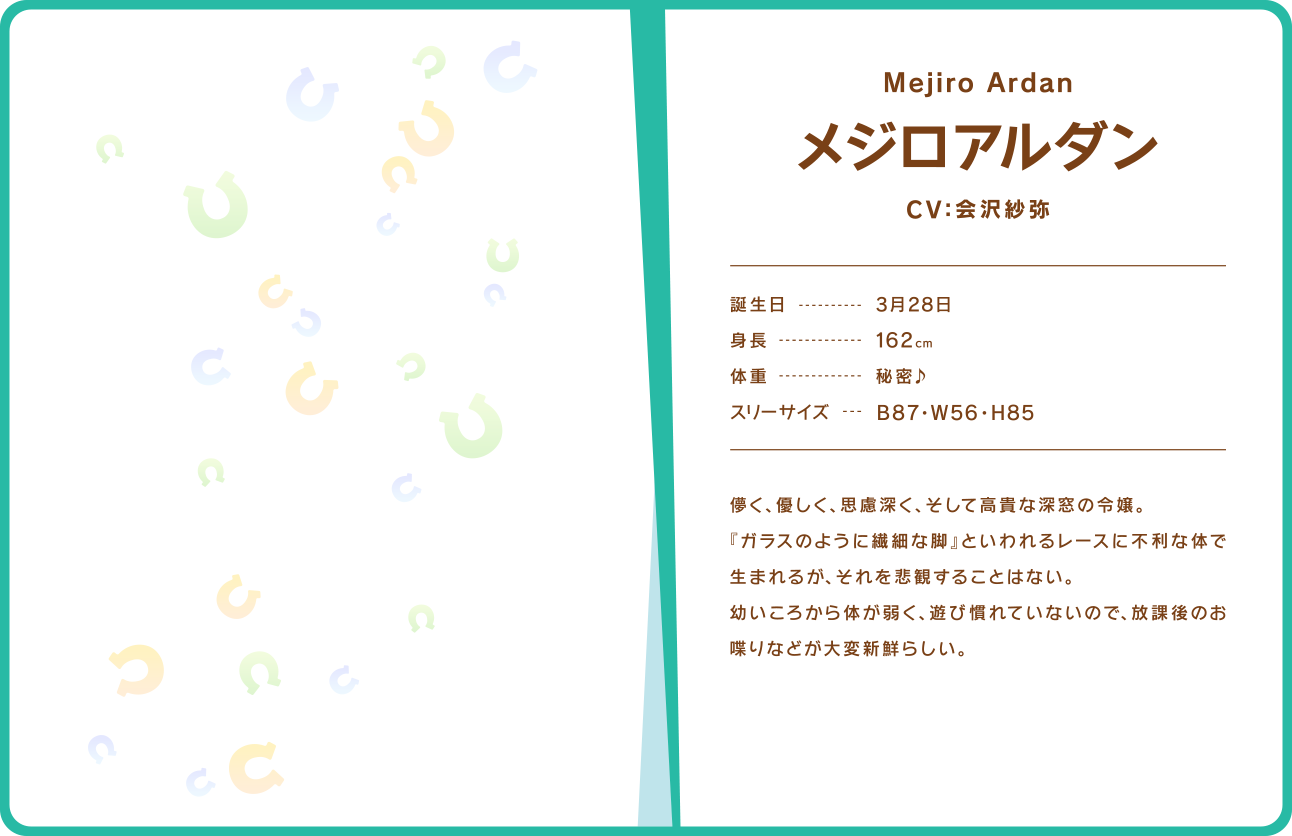 Mejiro Ardan
メジロアルダン
CV:会沢紗弥
誕生日 ---------- 3月28日
身長 ------------- 162cm
体重 ------------- 秘密♪
スリーサイズ --- B87・W56・H85
儚く、優しく、思慮深く、そして高貴な深窓の令嬢。
『ガラスのように繊細な脚』といわれるレースに不利な体で
生まれるが、それを悲観することはない。
幼いころから体が弱く、遊び慣れていないので、放課後のお
喋りなどが大変新鮮らしい。